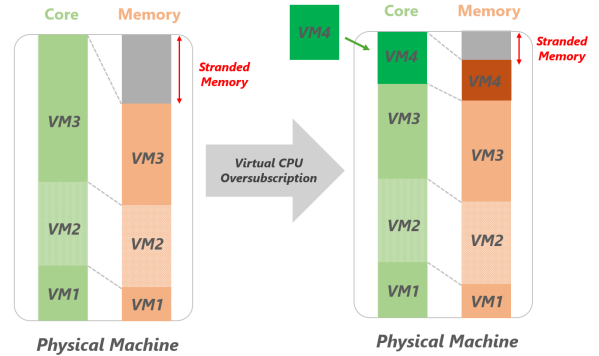 Core Memory
VM3
VM2
VM1
VM3
VM2
VM1
Stranded
Memory
Physical Machine
Virtual CPU
Oversubscription
VM4
Core Memory
VM4
VM3
VM2
VM1
VM4
VM3
VM2
VM1
Stranded
Memory
Physical Machine